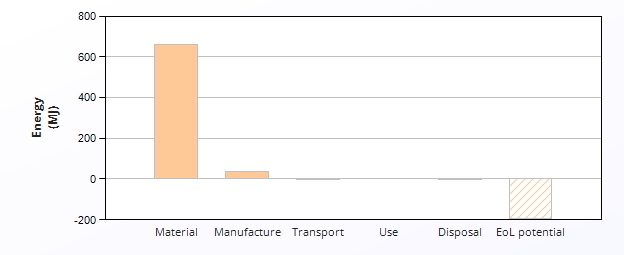 800
600
400
200
0
-200
Energy
(MJ)
Material Manufacture Transport Use Disposal EoL potential